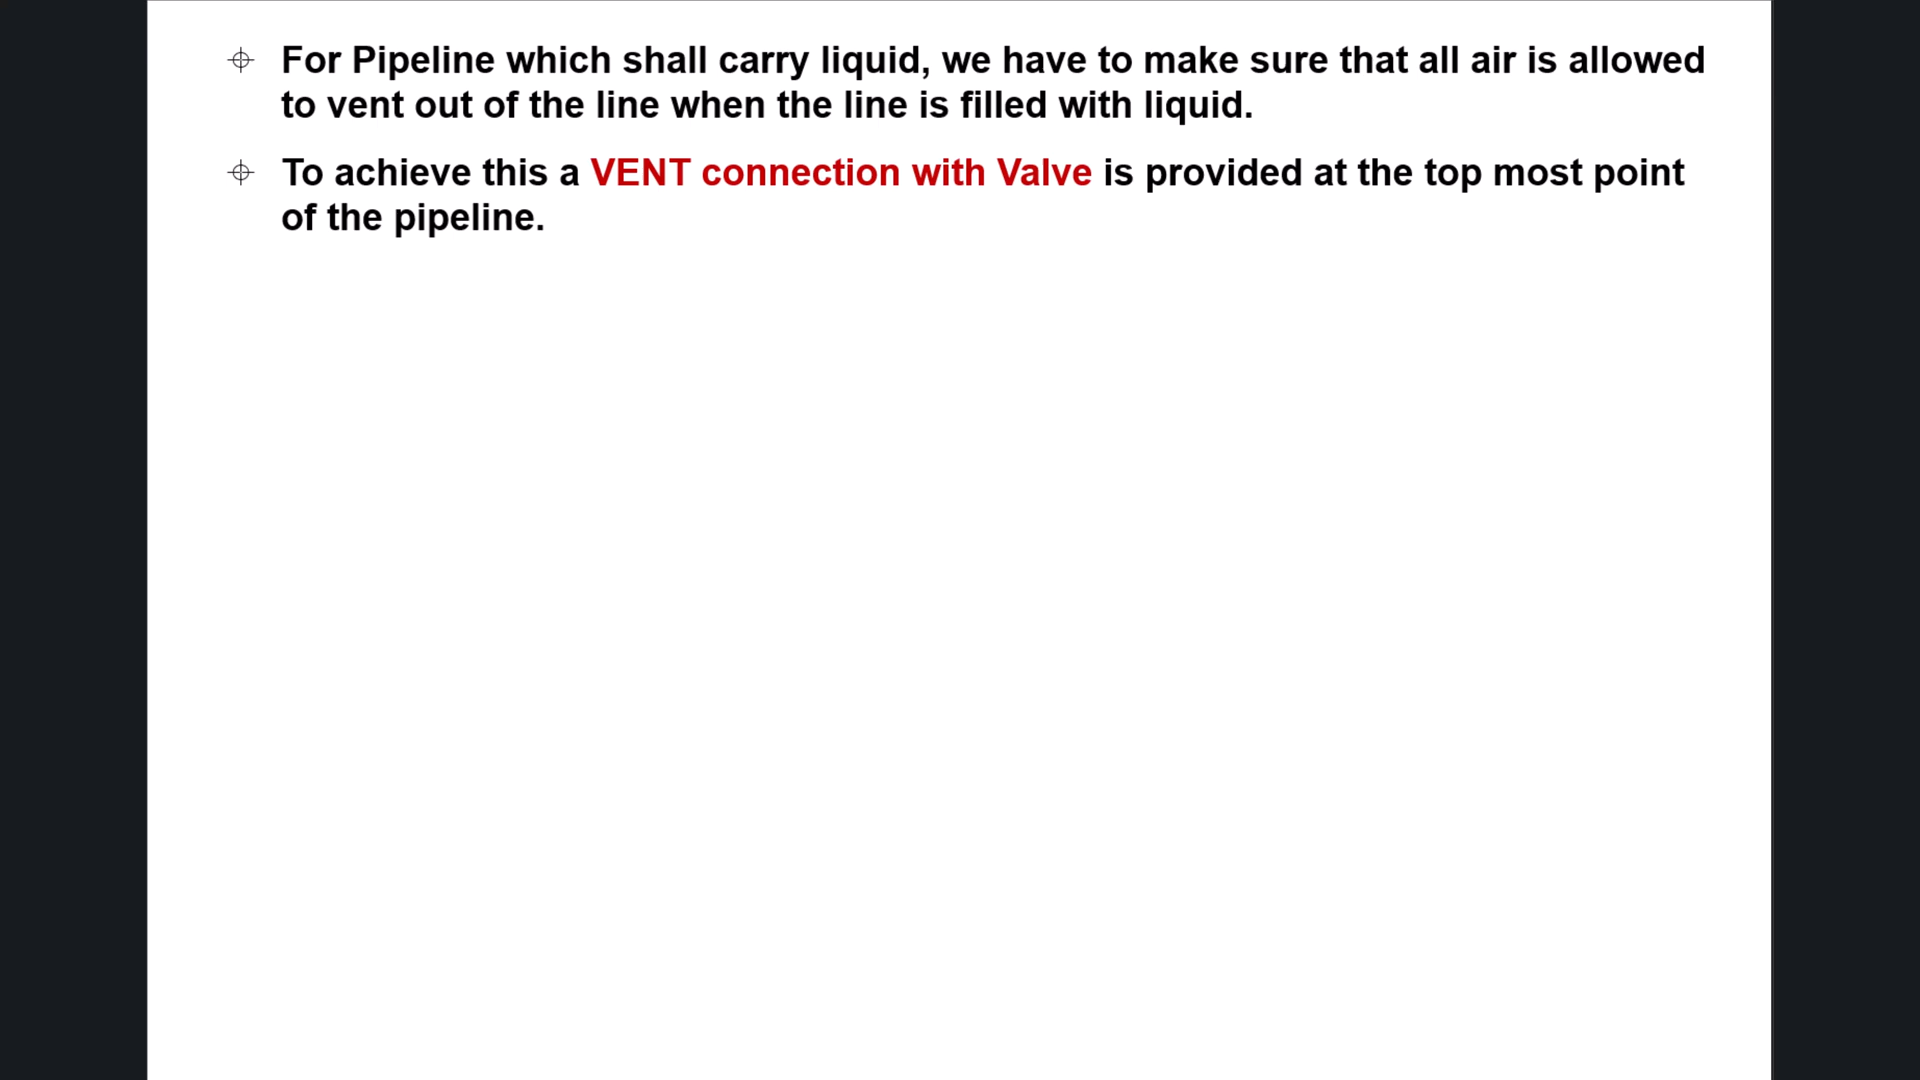 For Pipeline which shall carry liquid, we have to make sure that all air is allowed
to vent out of the line when the line is filled with liquid.
To achieve this a VENT connection with Valve is provided at the top most point
of the pipeline.